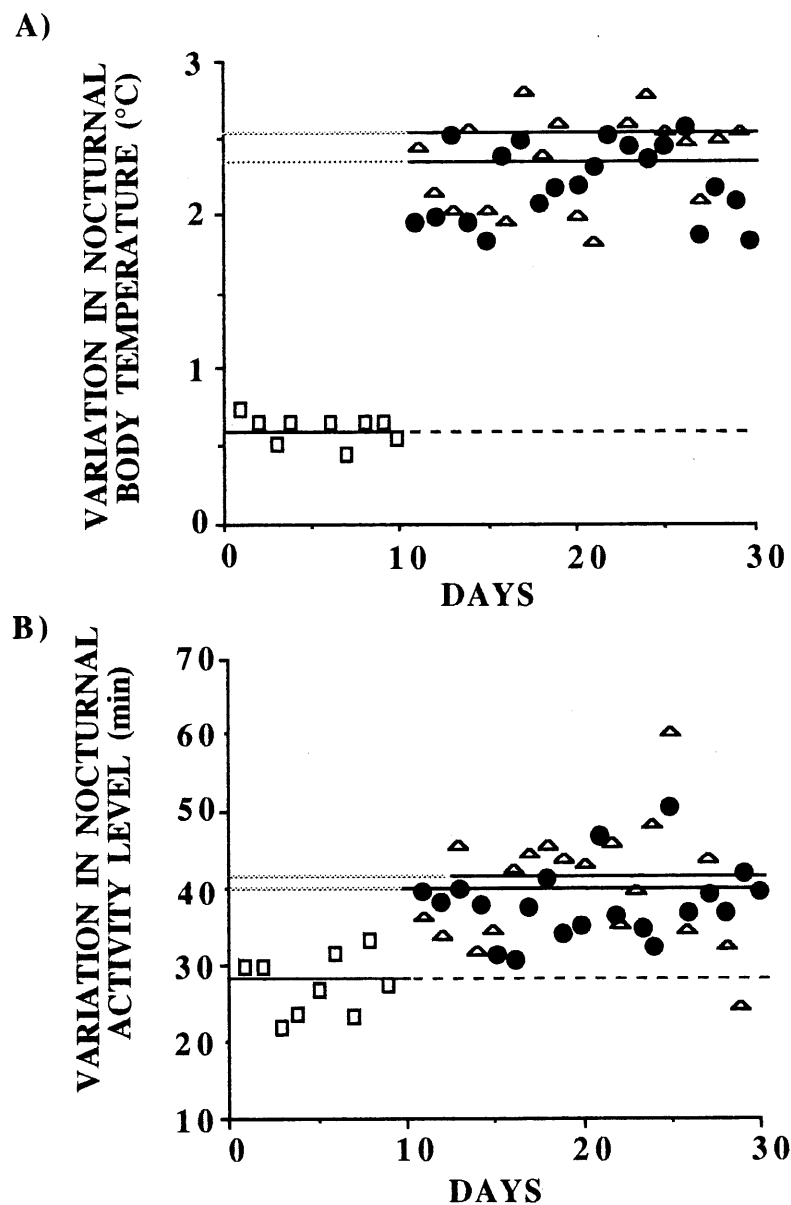 A)
VARIATION IN NOCTURNAL
BODY TEMPERATURE (°C)
3
2
1
0
0 10 20 30
DAYS
B)
VARIATION IN NOCTURNAL
ACTIVITY LEVEL (min)
70
60
50
40
30
20
10
0 10 20 30
DAYS